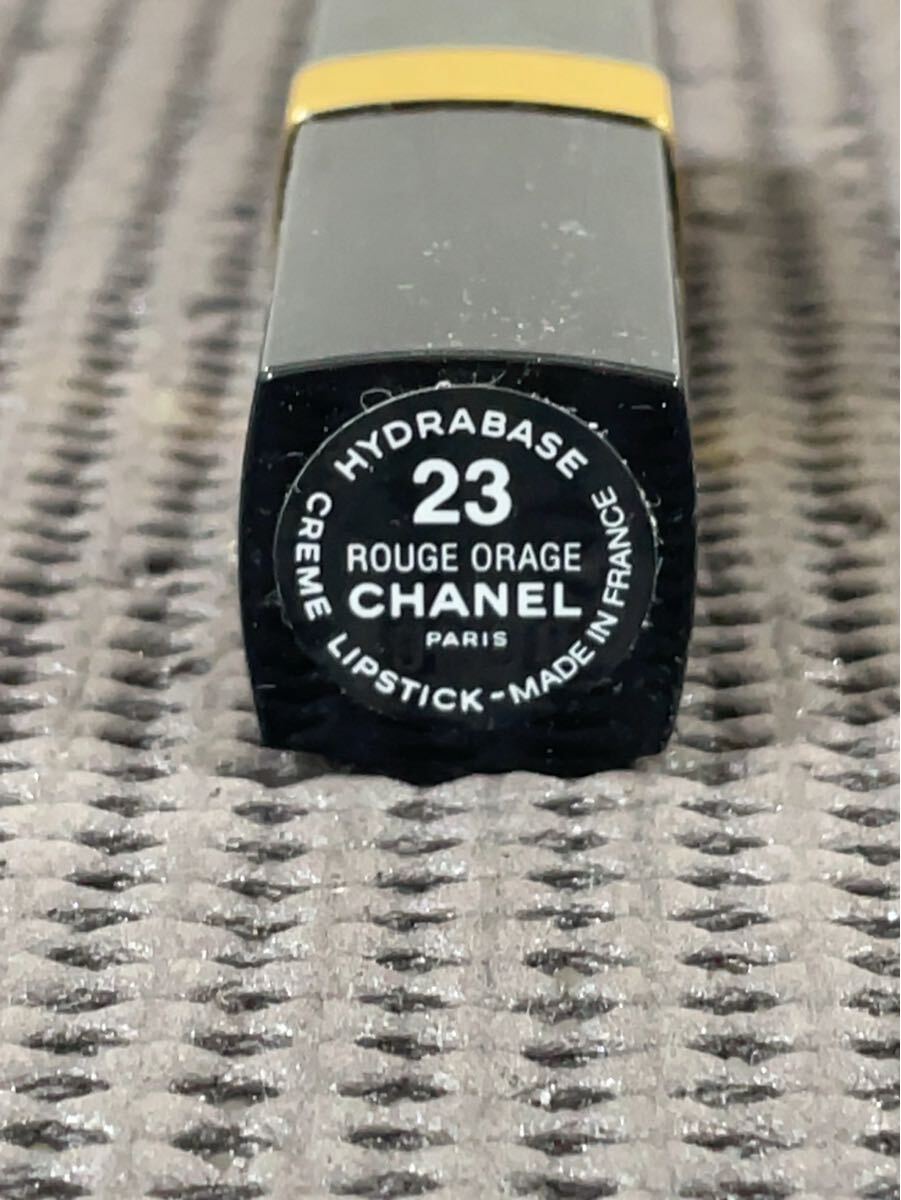 HYDRABASE
23
ROUGE ORAGE
CHANEL
PARIS
CREME LIPSTICK - MADE IN FRANCE